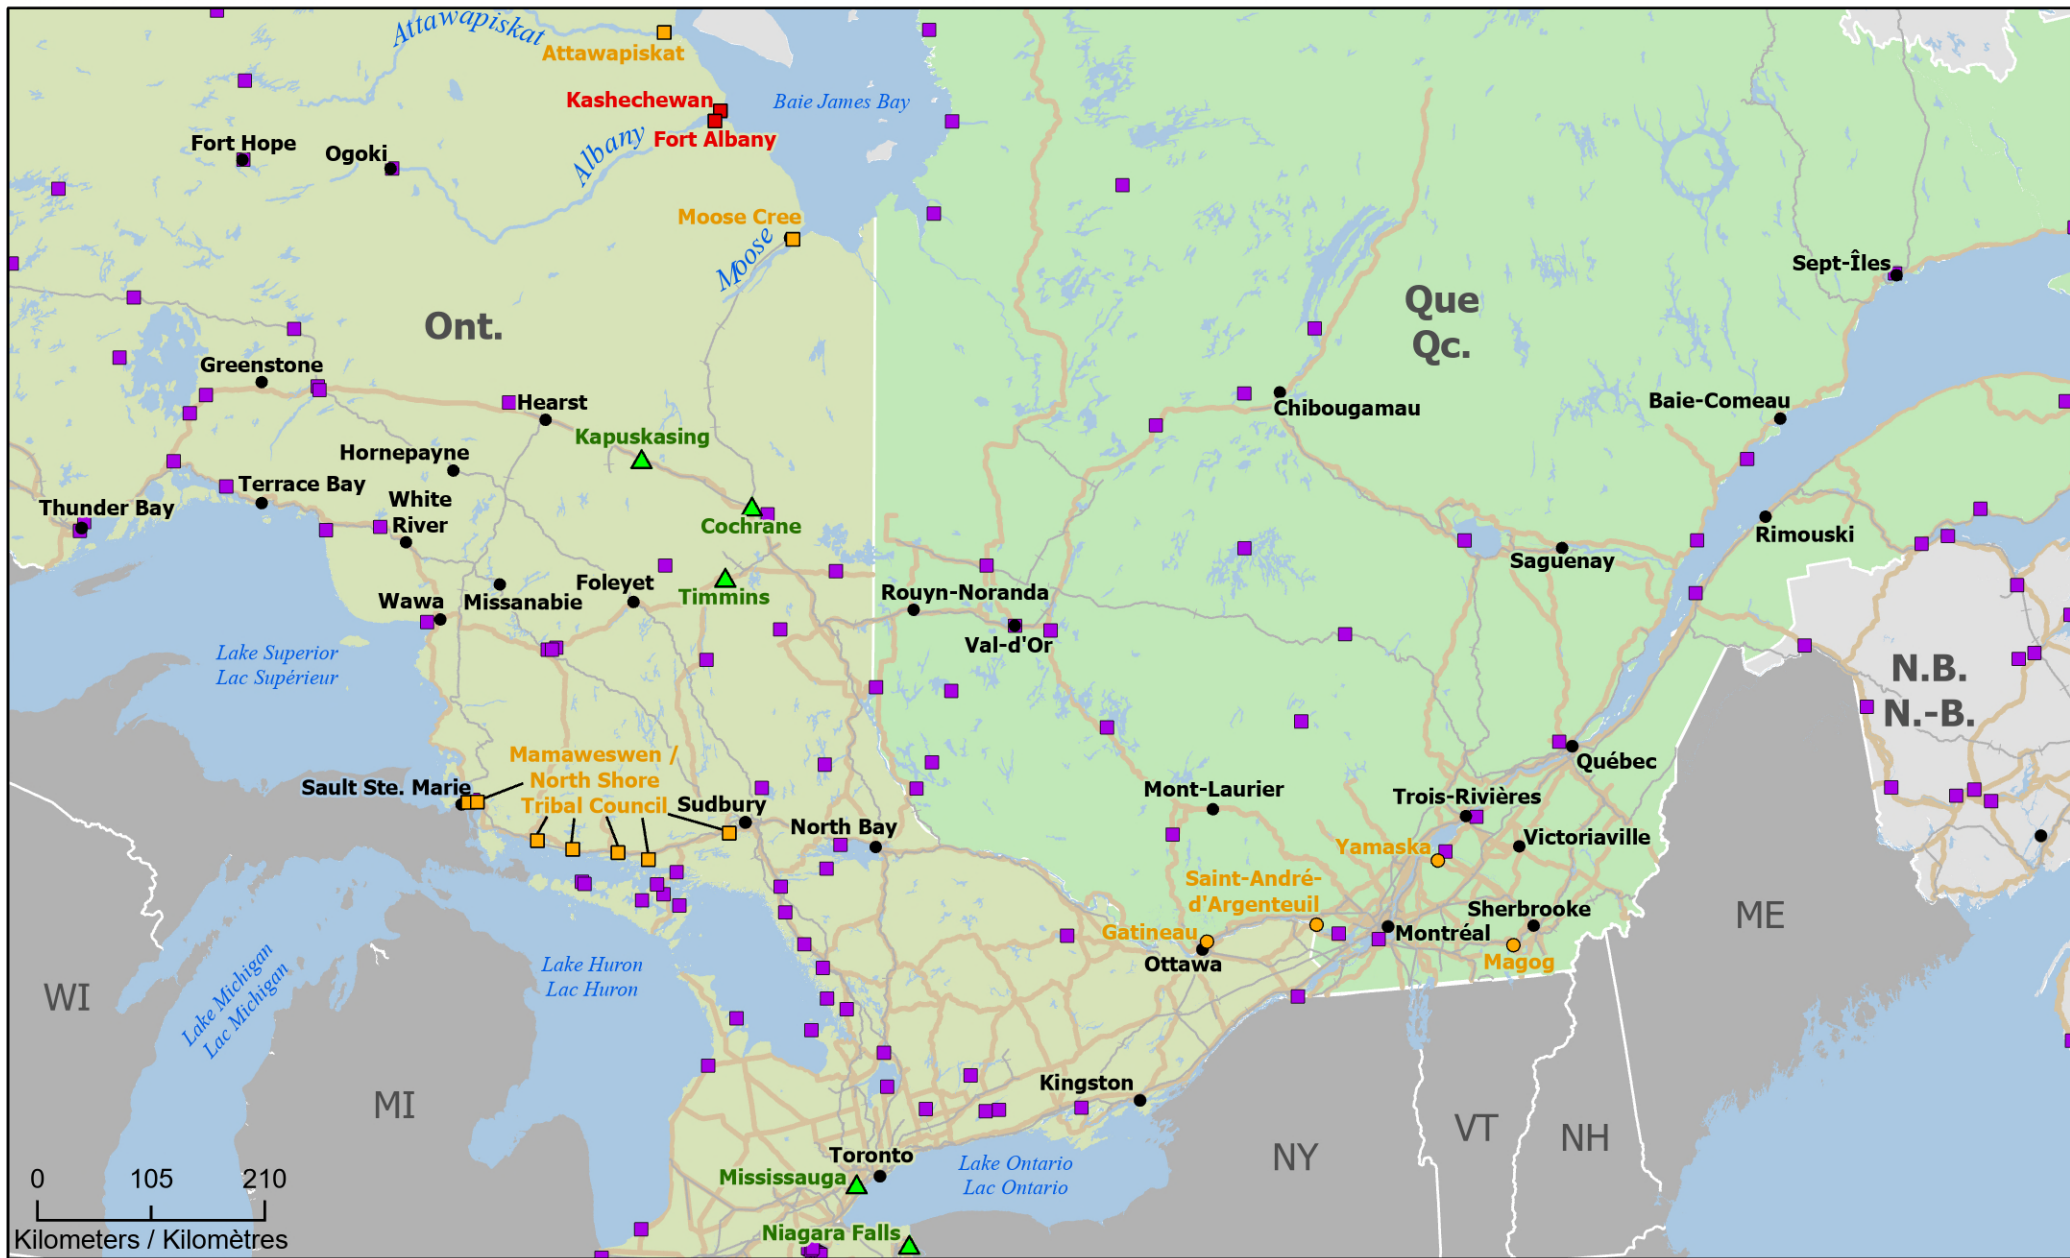 Attawapiskat
Attawapiskat
Kashechewan
Baie James Bay
Fort Albany
Albany
Fort Hope
Ogoki
Moose Cree
Moose
Sept-Îles
Ont.
Que
Qc.
Greenstone
Hearst
Chibougamau
Baie-Comeau
Kapuskasing
Hornepayne
Terrace Bay
White
River
Thunder Bay
Cochrane
Rimouski
Saguenay
Foleyet
Timmins
Missanabie
Wawa
Rouyn-Noranda
Val-d'Or
Lake Superior
Lac Supérieur
N.B.
N.-B.
Mamaweswen /
North Shore
Tribal Council
Sault Ste. Marie
Sudbury
North Bay
Québec
Mont-Laurier
Trois-Rivières
Victoriaville
Yamaska
Saint-André-
d'Argenteuil
Sherbrooke
Gatineau
Montréal
Ottawa
Magog
ME
Lake Huron
Lac Huron
Lake Michigan
Lac Michigan
WI
MI
Kingston
NY
VT
NH
Toronto
Mississauga
Lake Ontario
Lac Ontario
Niagara Falls
0 105 210
Kilometers / Kilomètres